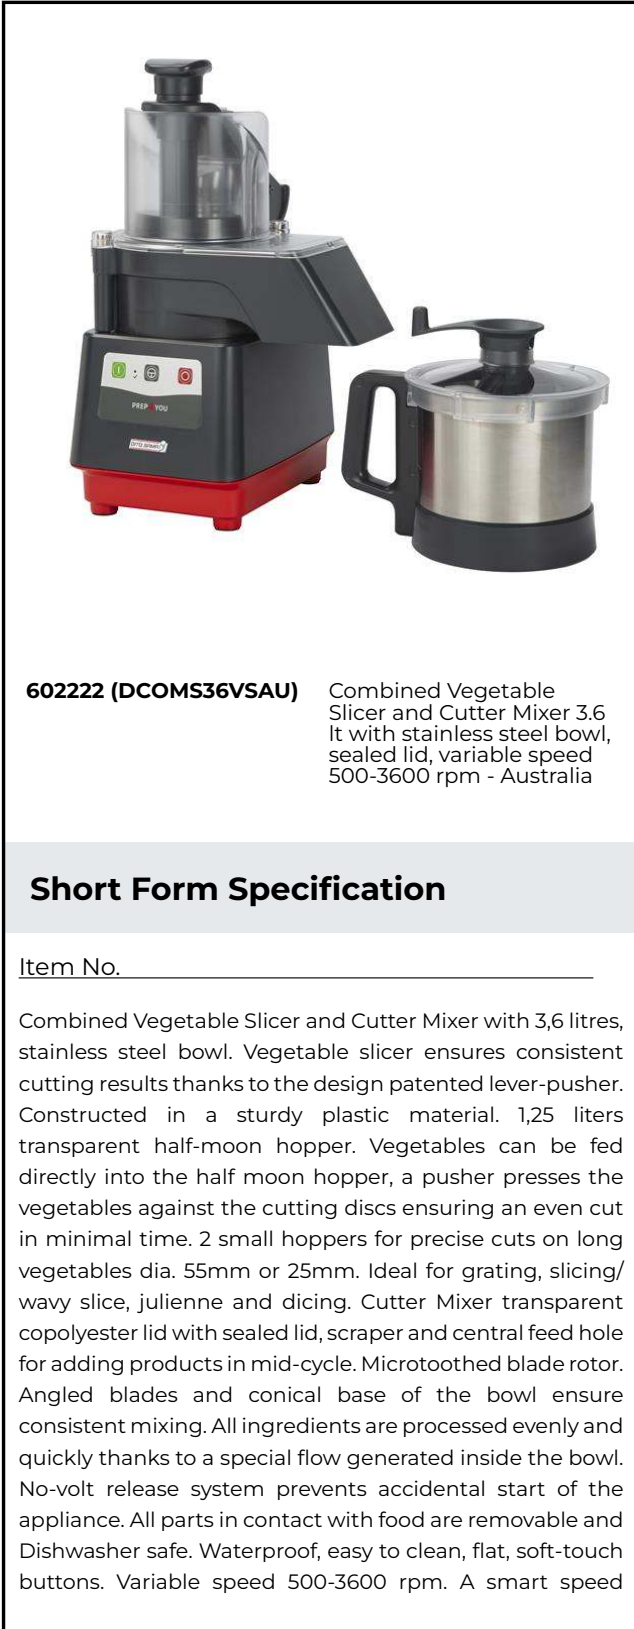 PREP4YOU
DITO SAMA
602222 (DCOMS36VSAU)
Combined Vegetable
Slicer and Cutter Mixer 3.6
lt with stainless steel bowl,
sealed lid, variable speed
500-3600 rpm - Australia
Short Form Specification
Item No.
Combined Vegetable Slicer and Cutter Mixer with 3,6 litres,
stainless steel bowl. Vegetable slicer ensures consistent
cutting results thanks to the design patented lever-pusher.
Constructed in a sturdy plastic material. 1,25 liters
transparent half-moon hopper. Vegetables can be fed
directly into the half moon hopper, a pusher presses the
vegetables against the cutting discs ensuring an even cut
in minimal time. 2 small hoppers for precise cuts on long
vegetables dia. 55mm or 25mm. Ideal for grating, slicing/
wavy slice, julienne and dicing. Cutter Mixer transparent
copolyester lid with sealed lid, scraper and central feed hole
for adding products in mid-cycle. Microtoothed blade rotor.
Angled blades and conical base of the bowl ensure
consistent mixing. All ingredients are processed evenly and
quickly thanks to a special flow generated inside the bowl.
No-volt release system prevents accidental start of the
appliance. All parts in contact with food are removable and
Dishwasher safe. Waterproof, easy to clean, flat, soft-touch
buttons. Variable speed 500-3600 rpm. A smart speed